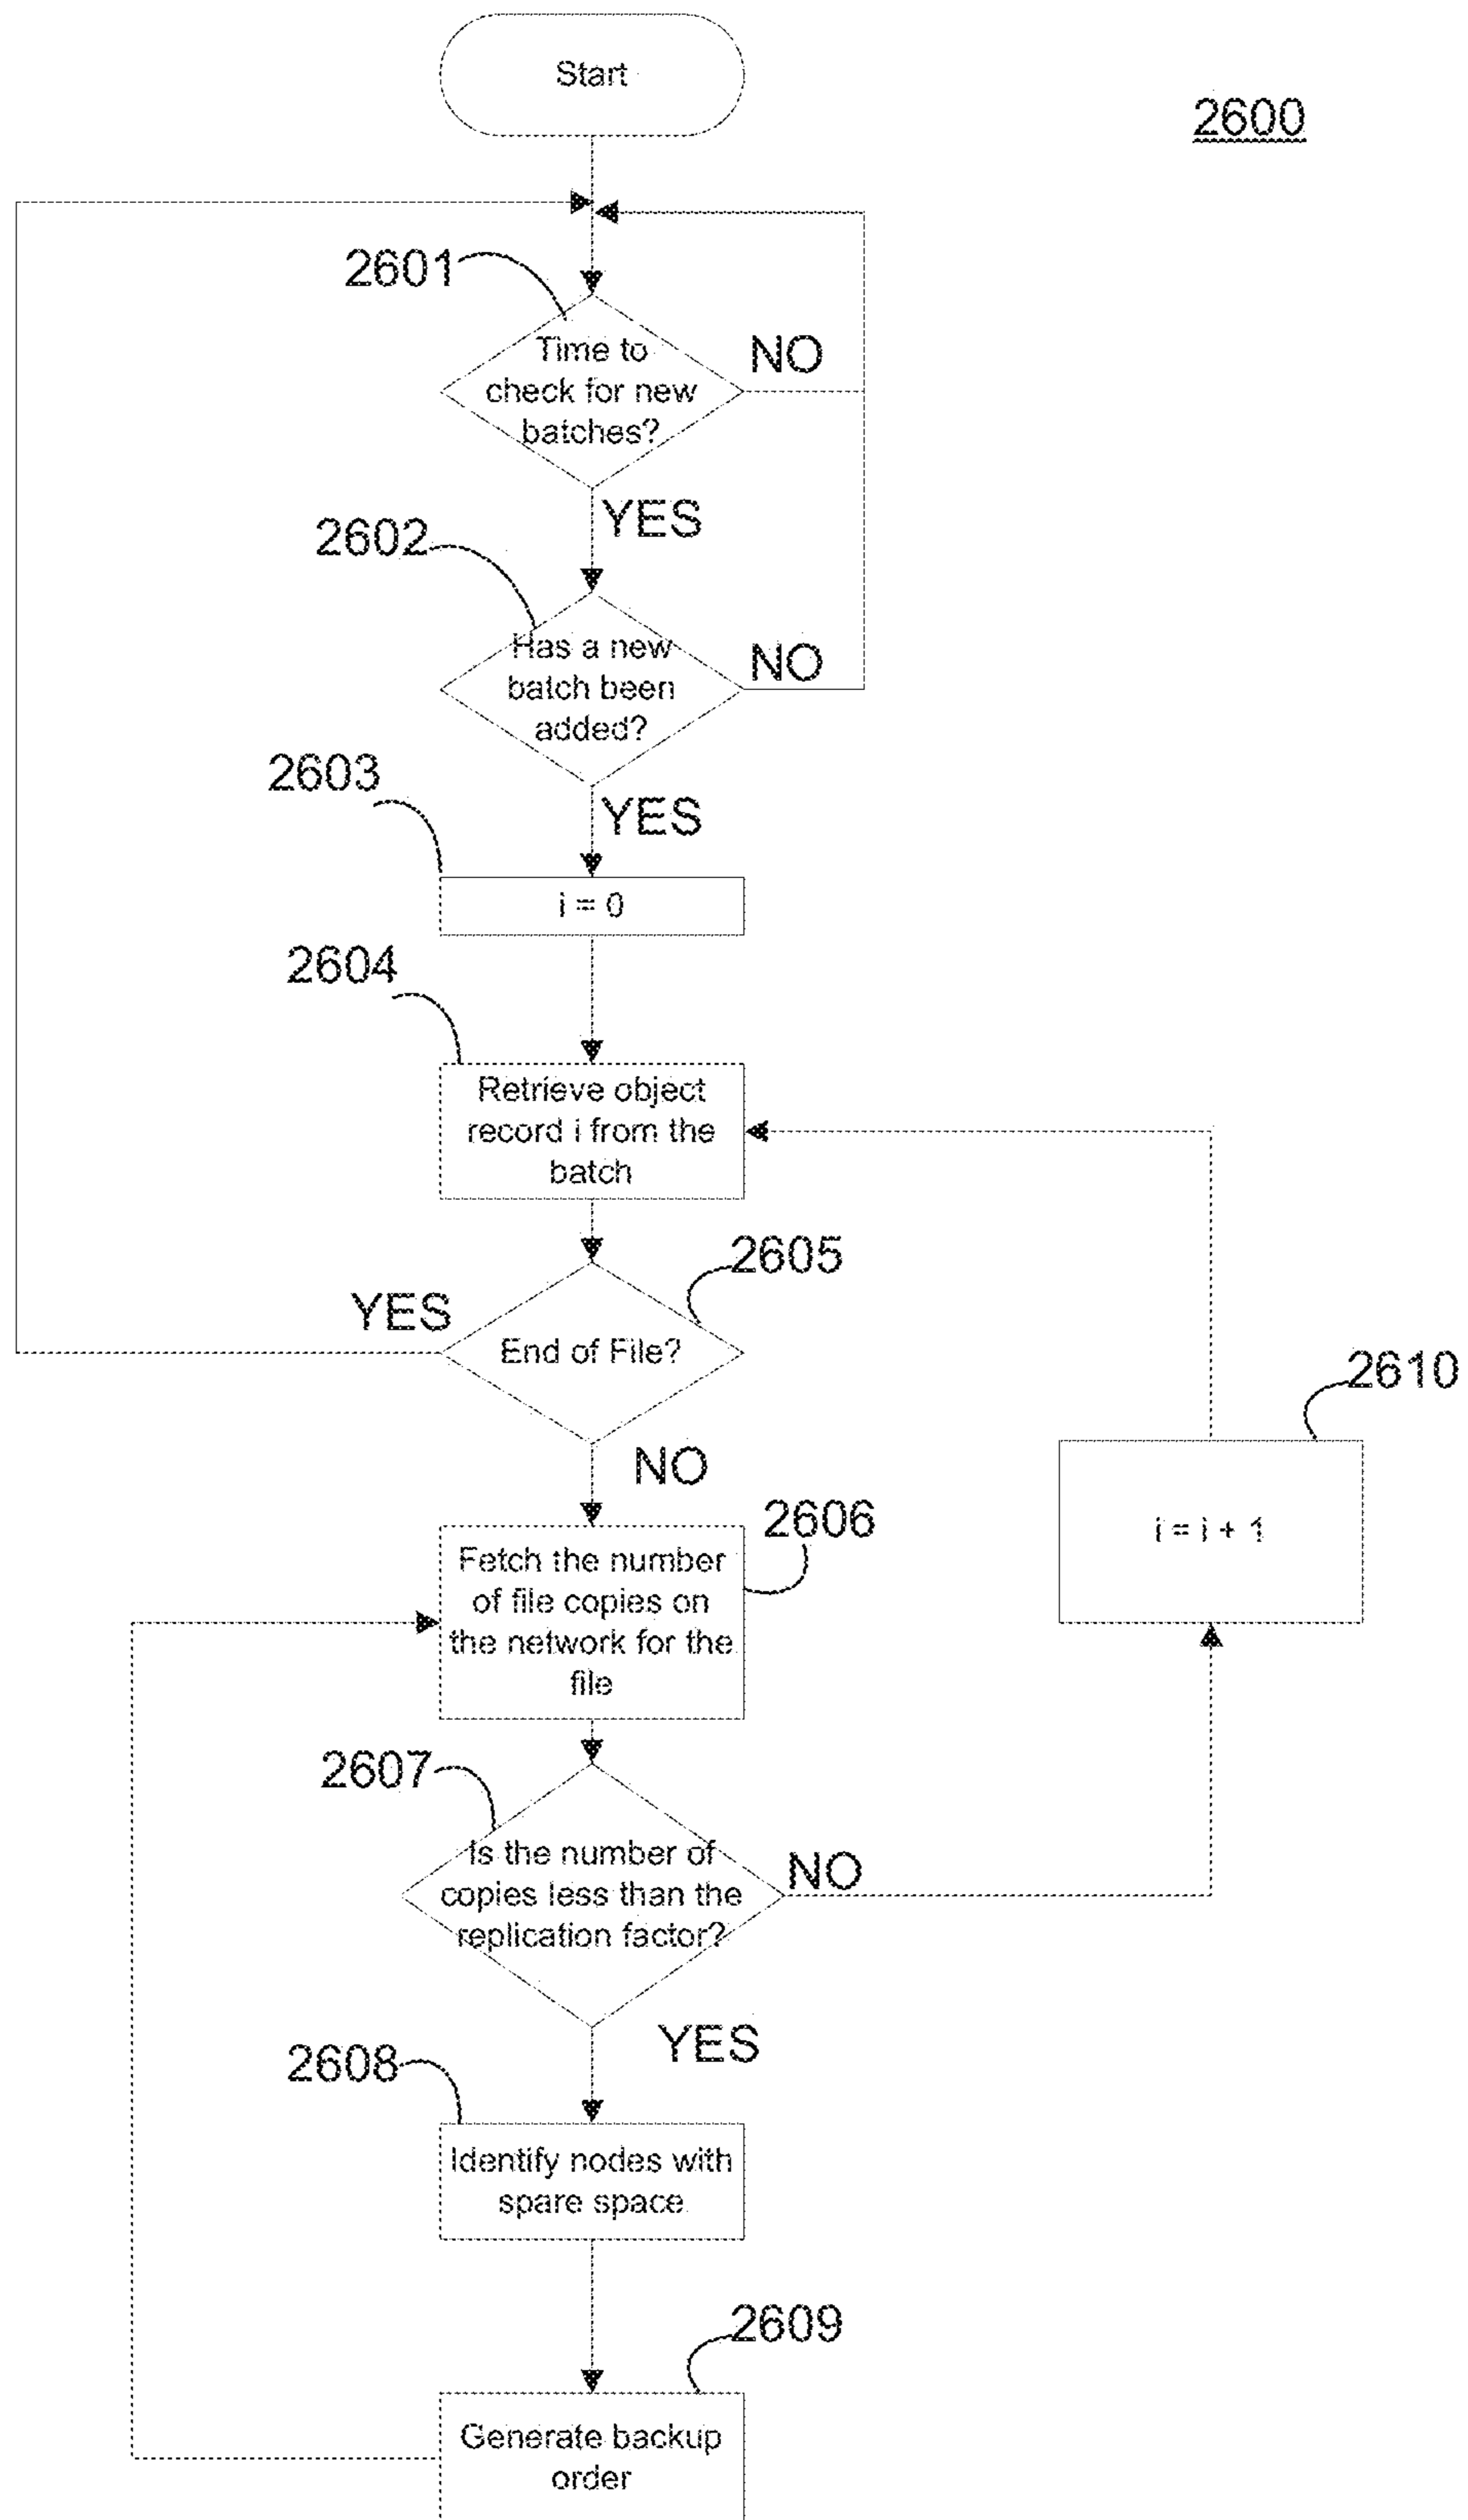 Start
2600
2601
Time to
check for new
batches?
NO
YES
2602
Has a new
batch been
added?
NO
YES
2603
i = 0
2604
Retrieve object
record i from the
batch
2605
YES
End of File?
NO
2610
i = i + 1
2606
Fetch the number
of file copies on
the network for the
file
2607
Is the number of
copies less than the
replication factor?
NO
YES
2608
Identify nodes with
spare space
2609
Generate backup
order